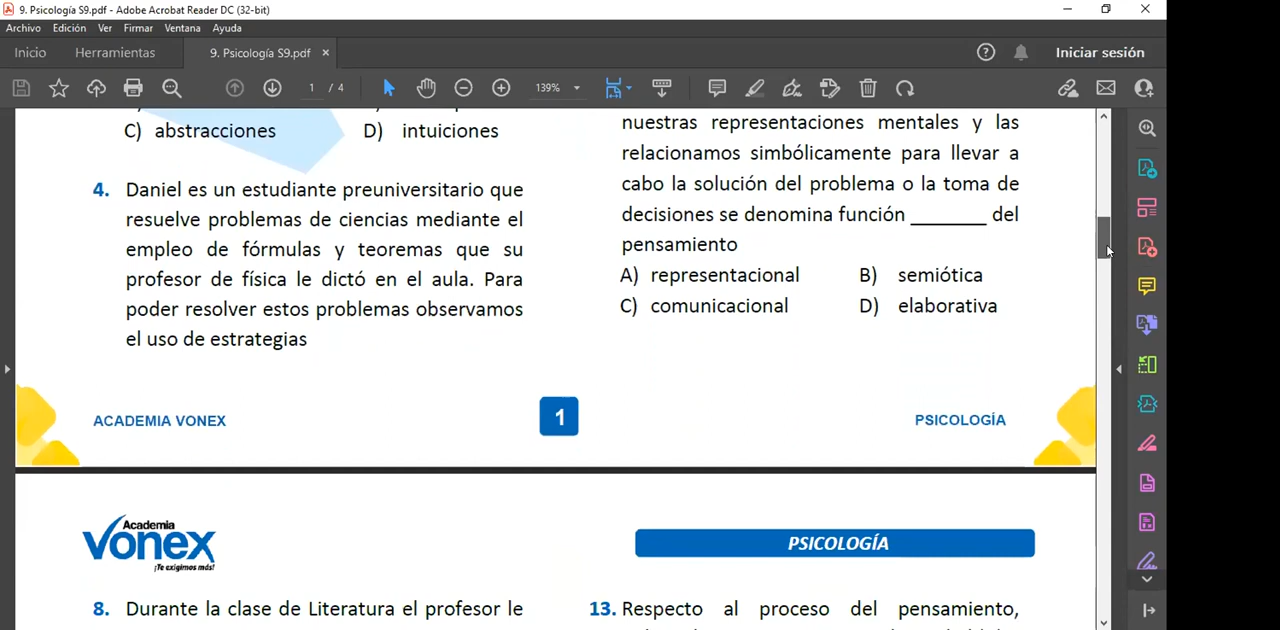 9. Psicología S9.pdf - Adobe Acrobat Reader DC (32-bit)
Archivo Edición Ver Firmar Ventana Ayuda
Inicio Herramientas 9. Psicología S9.pdf × Iniciar sesión
1 / 4 139%
C) abstracciones D) intuiciones
4. Daniel es un estudiante preuniversitario que
resuelve problemas de ciencias mediante el
empleo de fórmulas y teoremas que su
profesor de física le dictó en el aula. Para
poder resolver estos problemas observamos
el uso de estrategias
nuestras representaciones mentales y las
relacionamos simbólicamente para llevar a
cabo la solución del problema o la toma de
decisiones se denomina función _______ del
pensamiento
A) representacional B) semiótica
C) comunicacional D) elaborativa
ACADEMIA VONEX 1 PSICOLOGÍA
Academia
vonex
¡Te exigimos más!
PSICOLOGÍA
8. Durante la clase de Literatura el profesor le
13. Respecto al proceso del pensamiento,